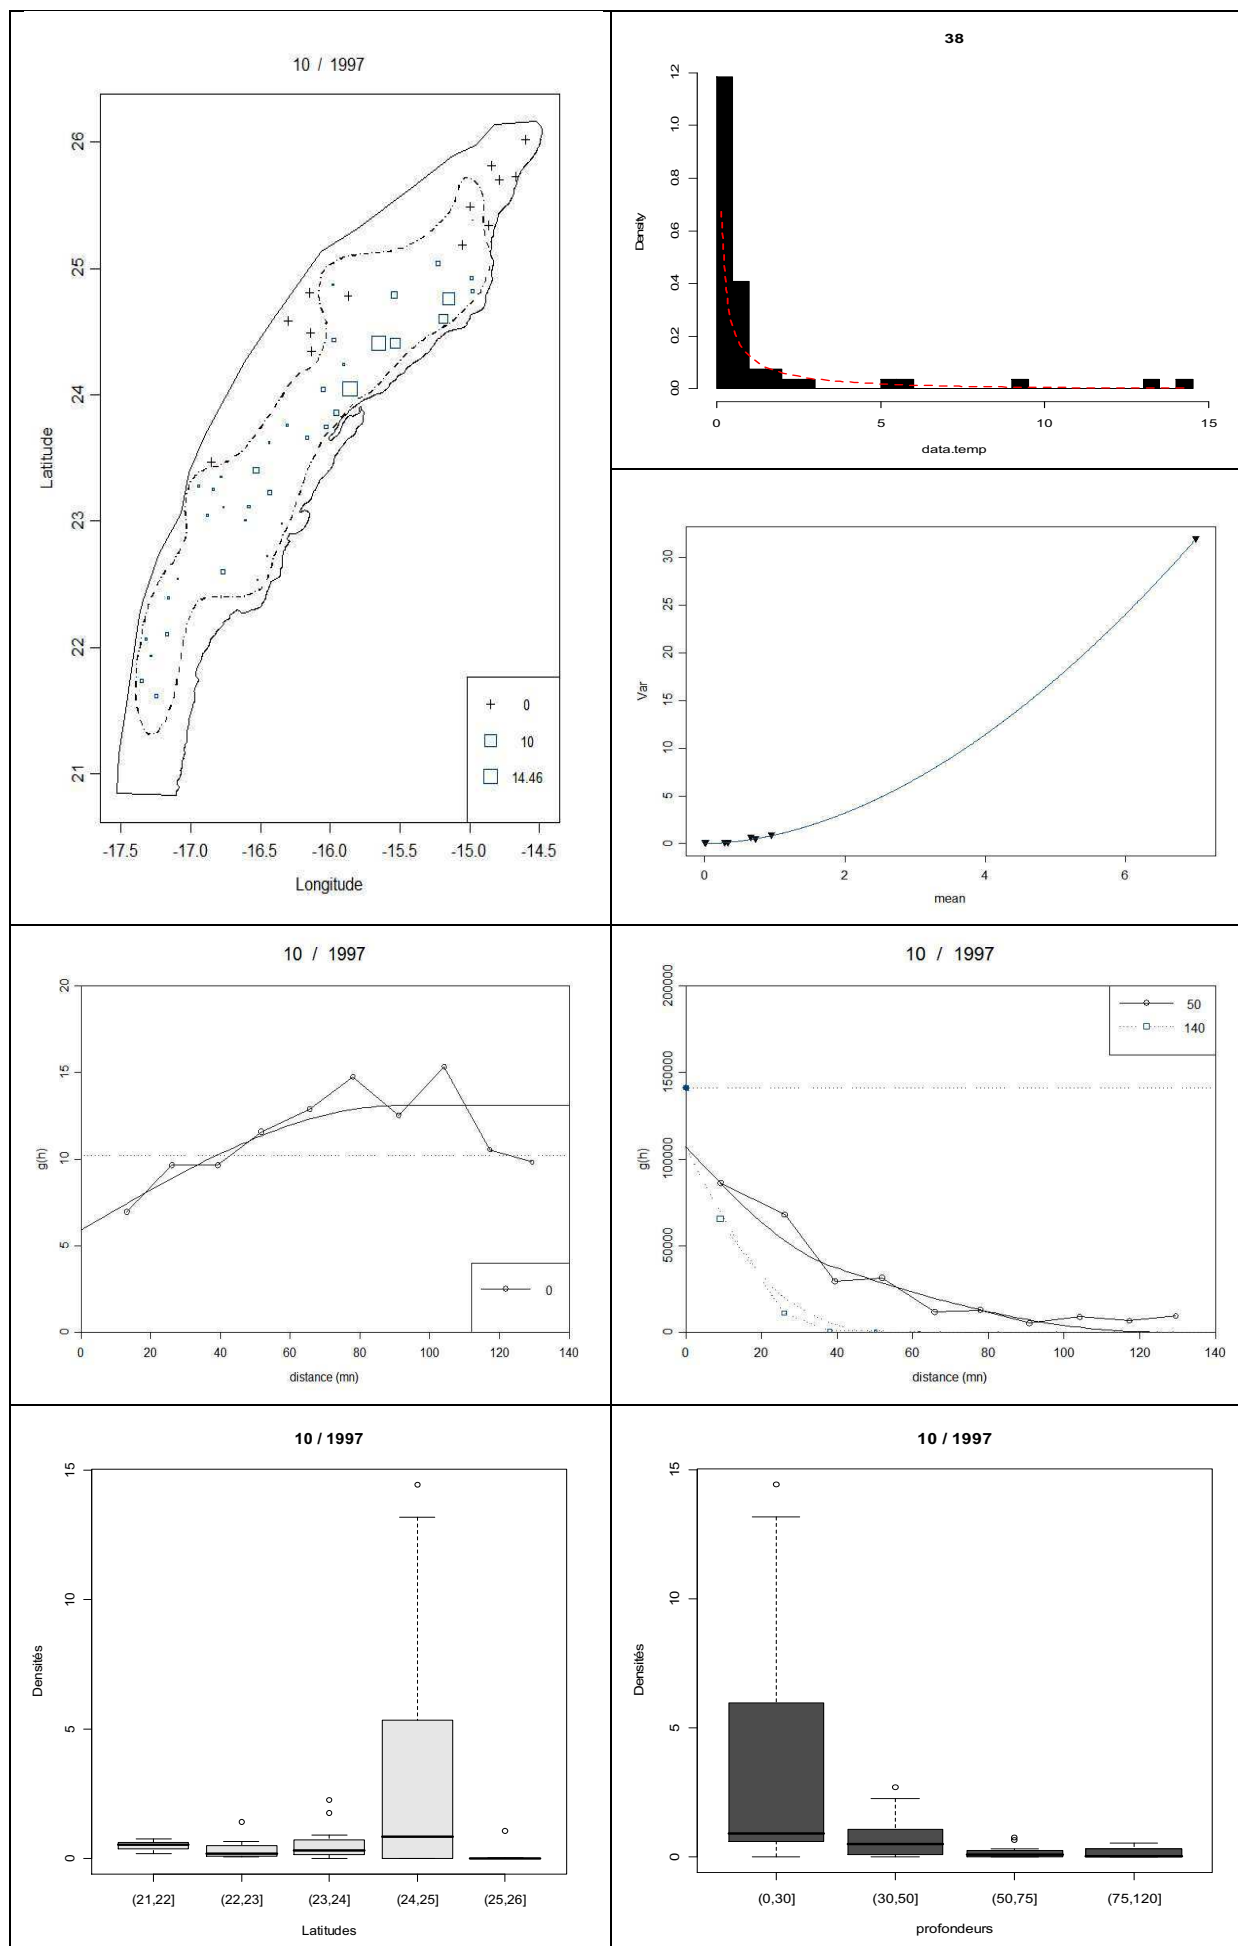 10 / 1997
Latitude
26
25
24
23
22
21
-17.5 -17.0 -16.5 -16.0 -15.5 -15.0 -14.5
Longitude
0
10
14.46
38
Density
1.2
1.0
0.8
0.6
0.4
0.2
0.0
0 5 10 15
data.temp
Var
30
25
20
15
10
5
0
0 2 4 6
mean
10 / 1997
g(h)
20
15
10
5
0
0 20 40 60 80 100 120 140
distance (mn)
0
10 / 1997
g(h)
200000
150000
100000
50000
0
0 20 40 60 80 100 120 140
distance (mn)
50
140
10 / 1997
Densités
15
10
5
0
(21,22] (22,23] (23,24] (24,25] (25,26]
Latitudes
10 / 1997
Densités
15
10
5
0
(0,30] (30,50] (50,75] (75,120]
profondeurs